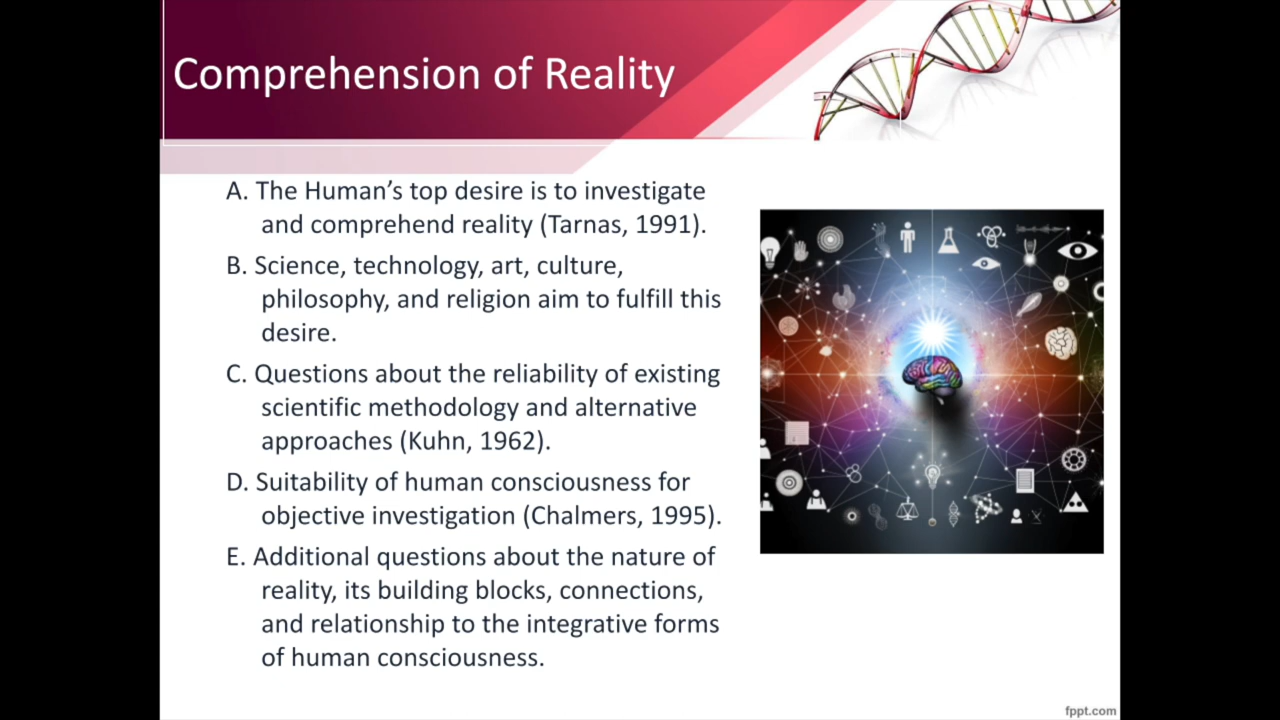 Comprehension of Reality
A. The Human’s top desire is to investigate
and comprehend reality (Tarnas, 1991).
B. Science, technology, art, culture,
philosophy, and religion aim to fulfill this
desire.
C. Questions about the reliability of existing
scientific methodology and alternative
approaches (Kuhn, 1962).
D. Suitability of human consciousness for
objective investigation (Chalmers, 1995).
E. Additional questions about the nature of
reality, its building blocks, connections,
and relationship to the integrative forms
of human consciousness.
fppt.com